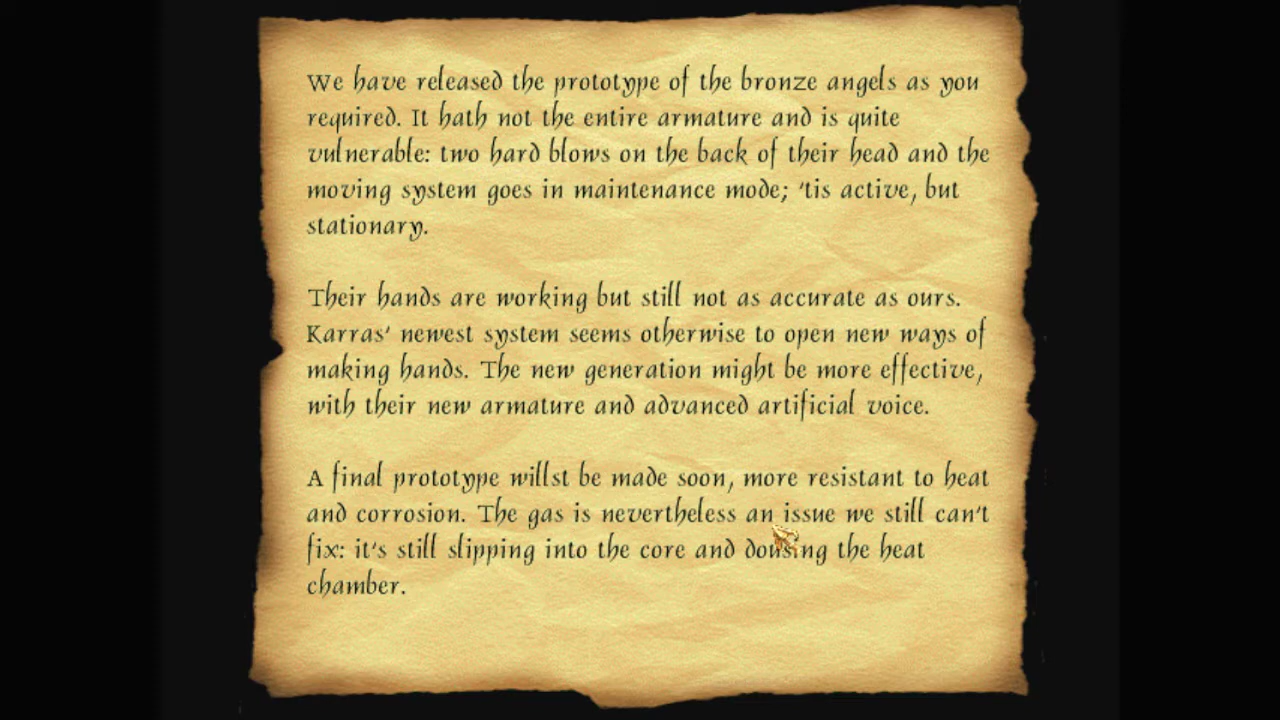 We have released the prototype of the bronze angels as you
required. It hath not the entire armature and is quite
vulnerable: two hard blows on the back of their head and the
moving system goes in maintenance mode; 'tis active, but
stationary.
Their hands are working but still not as accurate as ours.
Karras' newest system seems otherwise to open new ways of
making hands. The new generation might be more effective,
with their new armature and advanced artificial voice.
A final prototype willst be made soon, more resistant to heat
and corrosion. The gas is nevertheless an issue we still can't
fix: it's still slipping into the core and dousing the heat
chamber.